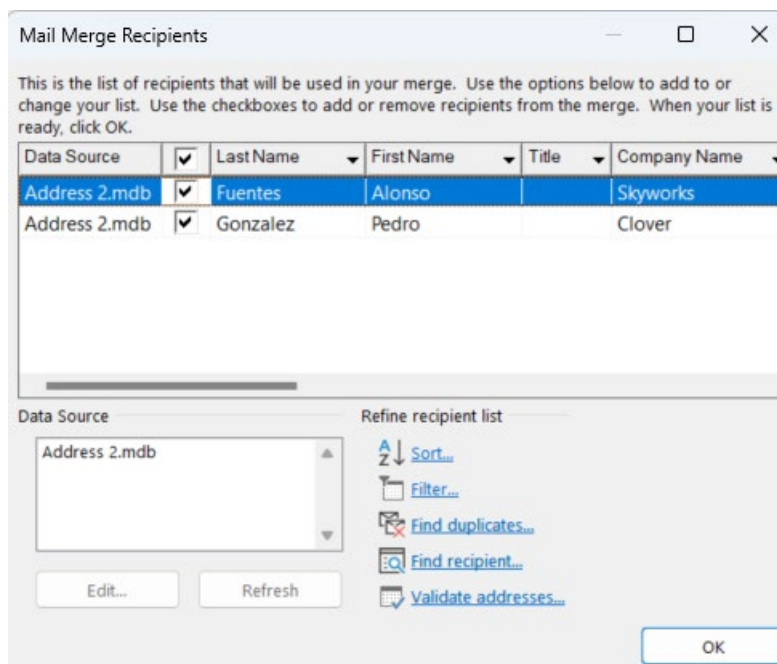 Mail Merge Recipients
This is the list of recipients that will be used in your merge. Use the options below to add to or
change your list. Use the checkboxes to add or remove recipients from the merge. When your list is
ready, click OK.
Data Source Last Name First Name Title Company Name
Address 2.mdb Fuentes Alonso Skyworks
Address 2.mdb Gonzalez Pedro Clover
Data Source
Address 2.mdb
Edit...
Refresh
Refine recipient list
Sort...
Filter...
Find duplicates...
Find recipient...
Validate addresses...
OK